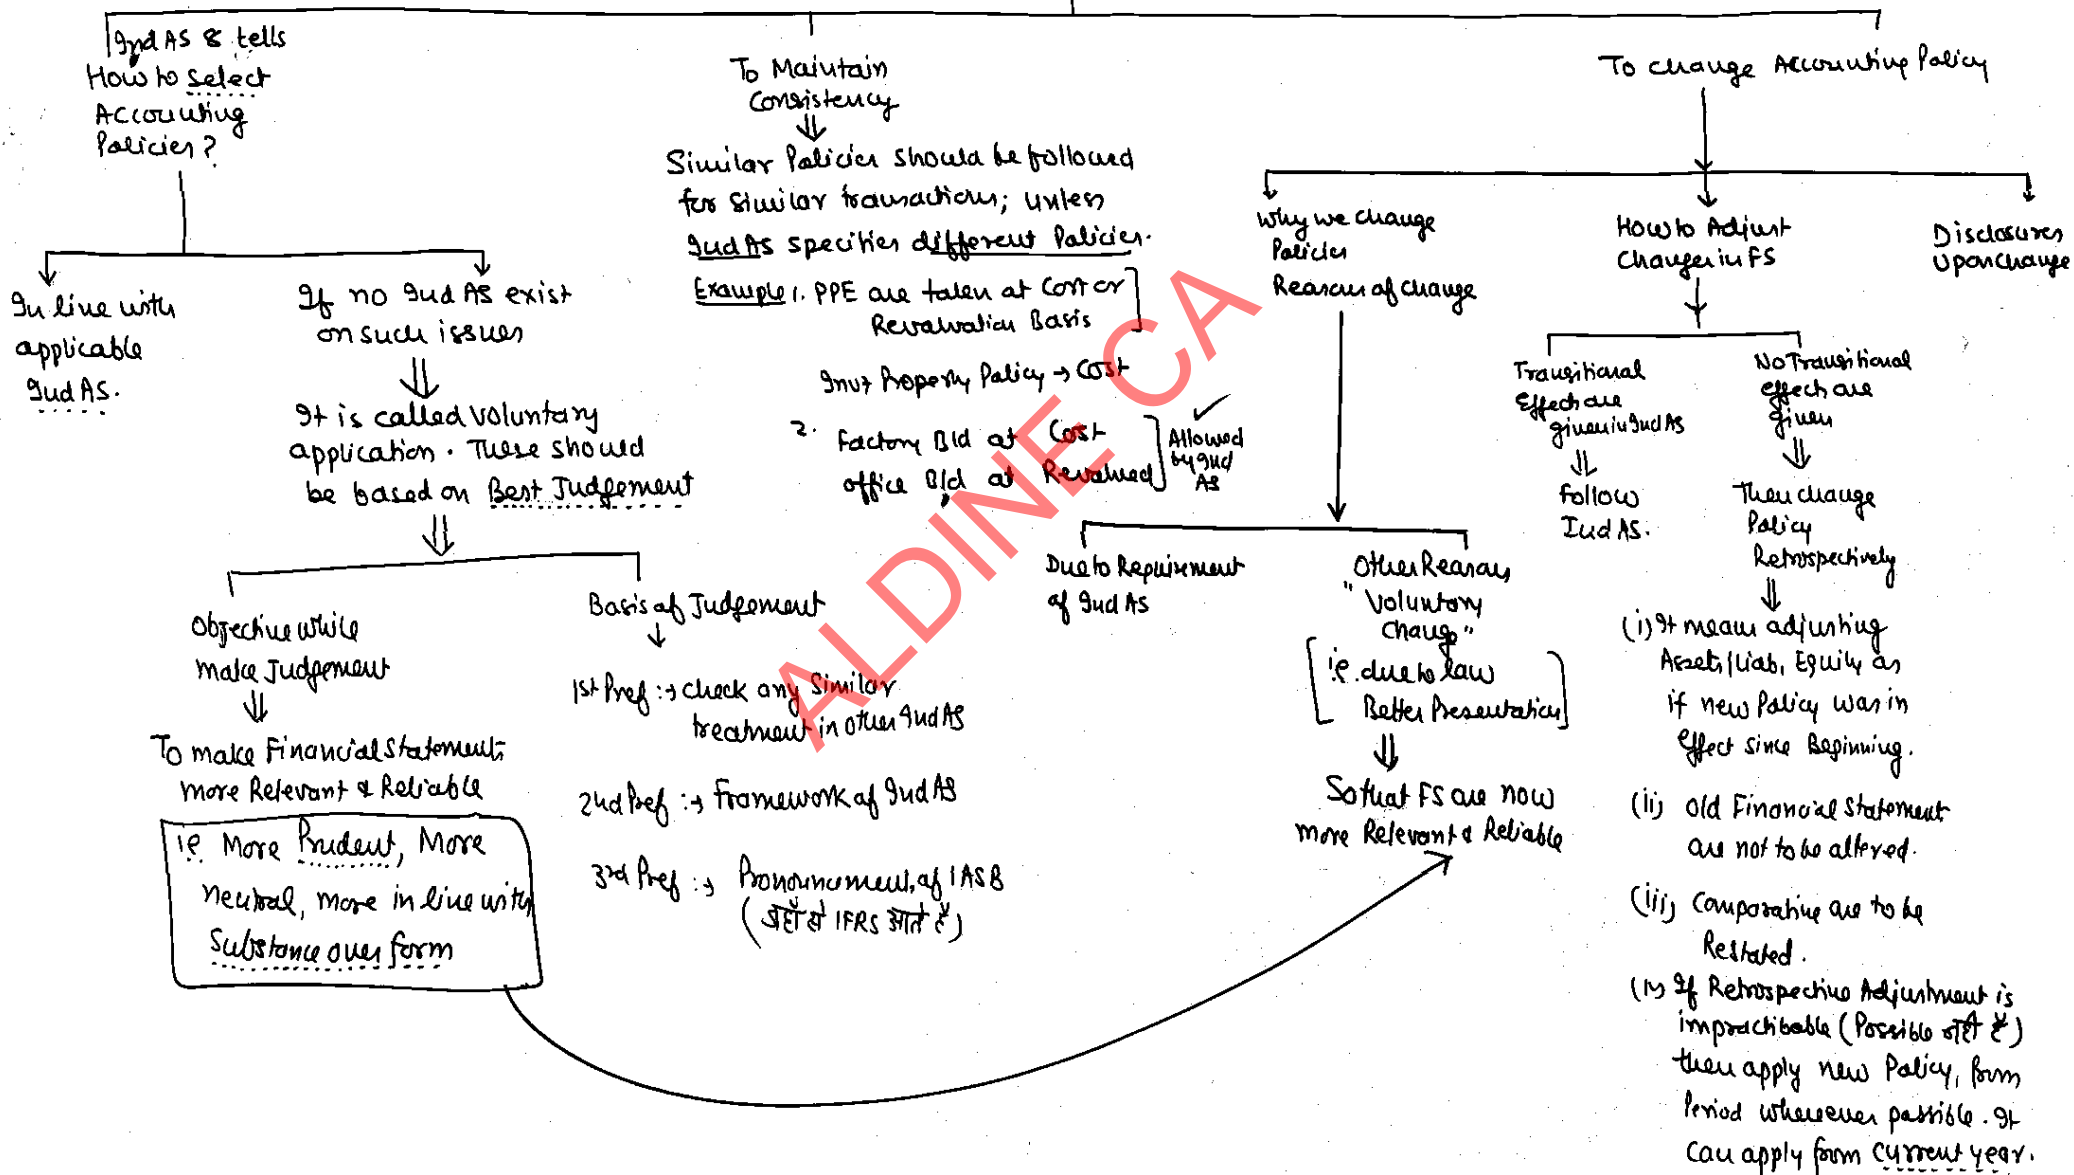 Ind AS 8 tells
How to select
Accounting
Policies?
In line with
applicable
Ind AS.
If no Ind AS exist
on such issues
It is called voluntary
application. These should
be based on Best Judgement
Objective while
make Judgement
To make Financial Statements
more Relevant & Reliable
ie More Prudent, More
neutral, more in line with
Substance over form
Basis of Judgement
1st Pref :→ check any Similar
treatment in other Ind AS
2nd Pref :→ Framework of Ind AS
3rd Pref :→ Pronouncement of IASB
(जहाँ से IFRS आते हैं)
To Maintain
Consistency
Similar Policies should be followed
for similar transactions; unless
Ind AS specifies different Policies.
Example 1. PPE are taken at Cost or
Revaluation Basis
Invt Property Policy → Cost
2. Factory Bld at Cost
office Bld at Revalued
Allowed
by Ind
AS
To change Accounting Policy
Why we change
Policies
Reasons of change
Due to Requirement
of Ind AS
Other Reasons
"Voluntary
Change"
i.e. due to law
Better Presentation
So that FS are now
more Relevant & Reliable
How to Adjust
Changes in FS
Transitional
Effect are
given in Ind AS
Follow
Ind AS.
No Transitional
effect are
given
Then change
Policy
Retrospectively
(i) It means adjusting
Assets/Liab, Equity as
if new Policy was in
effect since Beginning.
(ii) Old Financial Statement
are not to be altered.
(iii) Comparative are to be
Restated.
(iv) If Retrospective Adjustment is
impracticable (Possible नहीं है)
then apply new Policy, from
Period whenever possible. It
can apply from current year.
Disclosures
Upon change
ALDINE CA